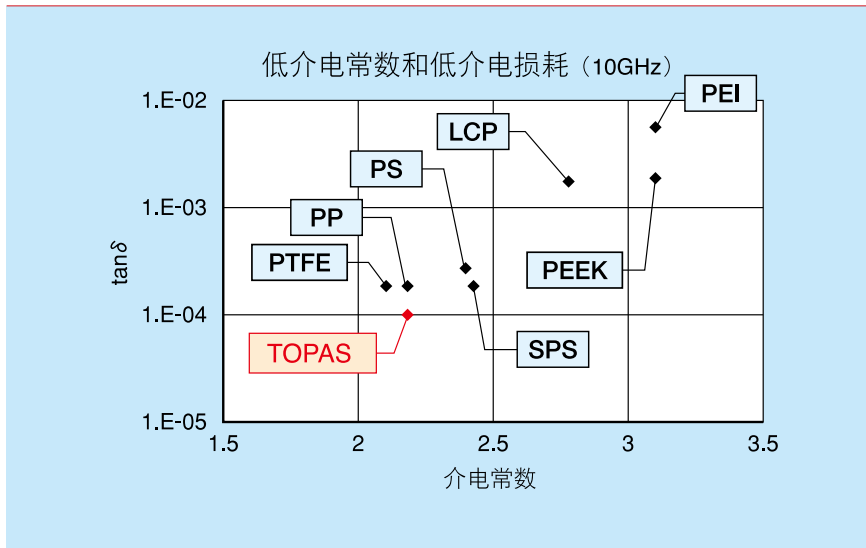 低介电常数和低介电损耗（10GHz）
1.E-02
PEI
LCP
PS
1.E-03
PP
PTFE
PEEK
tanδ
1.E-04
TOPAS
SPS
1.E-05
1.5
2
2.5
3
3.5
介电常数